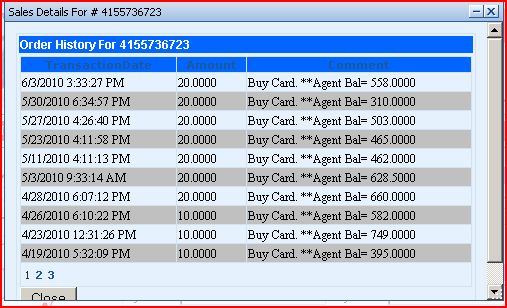 Sales Details For # 4155736723
Order History For 4155736723
TransactionDate Amount Comment
6/3/2010 3:33:27 PM 20.0000 Buy Card. **Agent Bal= 558.0000
5/30/2010 6:34:57 PM 20.0000 Buy Card. **Agent Bal= 310.0000
5/27/2010 4:26:40 PM 20.0000 Buy Card. **Agent Bal= 503.0000
5/23/2010 4:11:58 PM 20.0000 Buy Card. **Agent Bal= 465.0000
5/11/2010 4:11:13 PM 20.0000 Buy Card. **Agent Bal= 462.0000
5/3/2010 9:33:14 AM 20.0000 Buy Card. **Agent Bal= 628.5000
4/28/2010 6:07:12 PM 20.0000 Buy Card. **Agent Bal= 660.0000
4/26/2010 6:10:22 PM 10.0000 Buy Card. **Agent Bal= 582.0000
4/23/2010 12:31:26 PM 10.0000 Buy Card. **Agent Bal= 749.0000
4/19/2010 5:32:09 PM 10.0000 Buy Card. **Agent Bal= 395.0000
1 2 3
Close